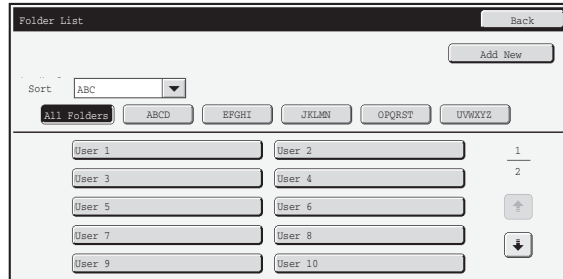 Folder List Back
Add New
Sort ABC
All Folders ABCD EFGHI JKLMN OPQRST UVWXYZ
User 1 User 2 1
User 3 User 4 2
User 5 User 6
User 7 User 8
User 9 User 10